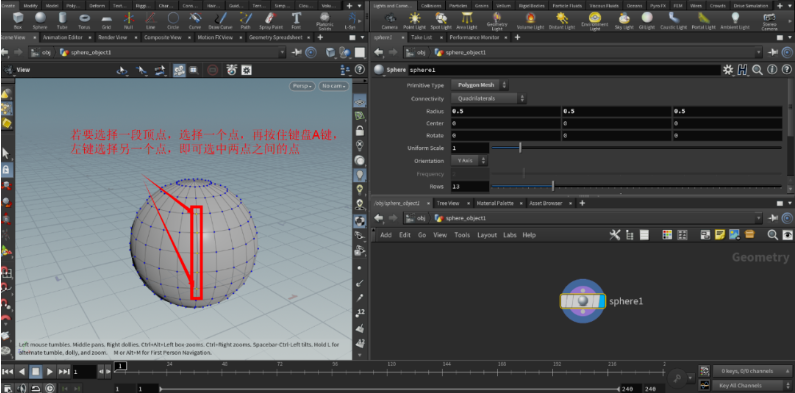 Create
Modify
Model
Poly...
Deform
Text...
Rigg...
Char...
Cons...
Hair...
Guid...
Terr...
Simp...
Clou...
Volu...
Lights and Came...
Collisions
Particles
Grains
Vellum
Rigid Bodies
Particle Fluids
Viscous Fluids
Oceans
Pyro FX
FEM
Wires
Crowds
Drive Simulation
Box
Sphere
Tube
Torus
Grid
Null
Line
Circle
Curve
Draw Curve
Path
Spray Paint
Font
Platonic Solids
L-Sys
Camera
Point Light
Spot Light
Area Light
Geometry Light
Volume Light
Distant Light
Environment Light
Sky Light
GI Light
Caustic Light
Portal Light
Ambient Light
Stereo Camera
Scene View
Animation Editor
Render View
Composite View
Motion FX View
Geometry Spreadsheet
obj
sphere_object1
View
Persp
No cam
若要选择一段顶点，选择一个点，再按住键盘A键，
左键选择另一个点，即可选中两点之间的点
Left mouse tumbles. Middle pans. Right dollies. Ctrl+Alt+Left box zooms. Ctrl+Right zooms. Spacebar-Ctrl-Left tilts. Hold L for
alternate tumble, dolly, and zoom. M or Alt+M for First Person Navigation.
12
sphere1
Take List
Performance Monitor
obj
sphere_object1
Sphere sphere1
Primitive Type Polygon Mesh
Connectivity Quadrilaterals
Radius 0.5 0.5 0.5
Center 0 0 0
Rotate 0 0 0
Uniform Scale 1
Orientation Y Axis
Frequency
Rows 13
/obj/sphere_object1
Tree View
Material Palette
Asset Browser
obj
sphere_object1
Add Edit Go View Tools Layout Labs Help
Geometry
sphere1
1
1
24
48
72
96
120
144
168
192
216
1
1
240
240
0 keys, 0/0 channels
Key All Channels